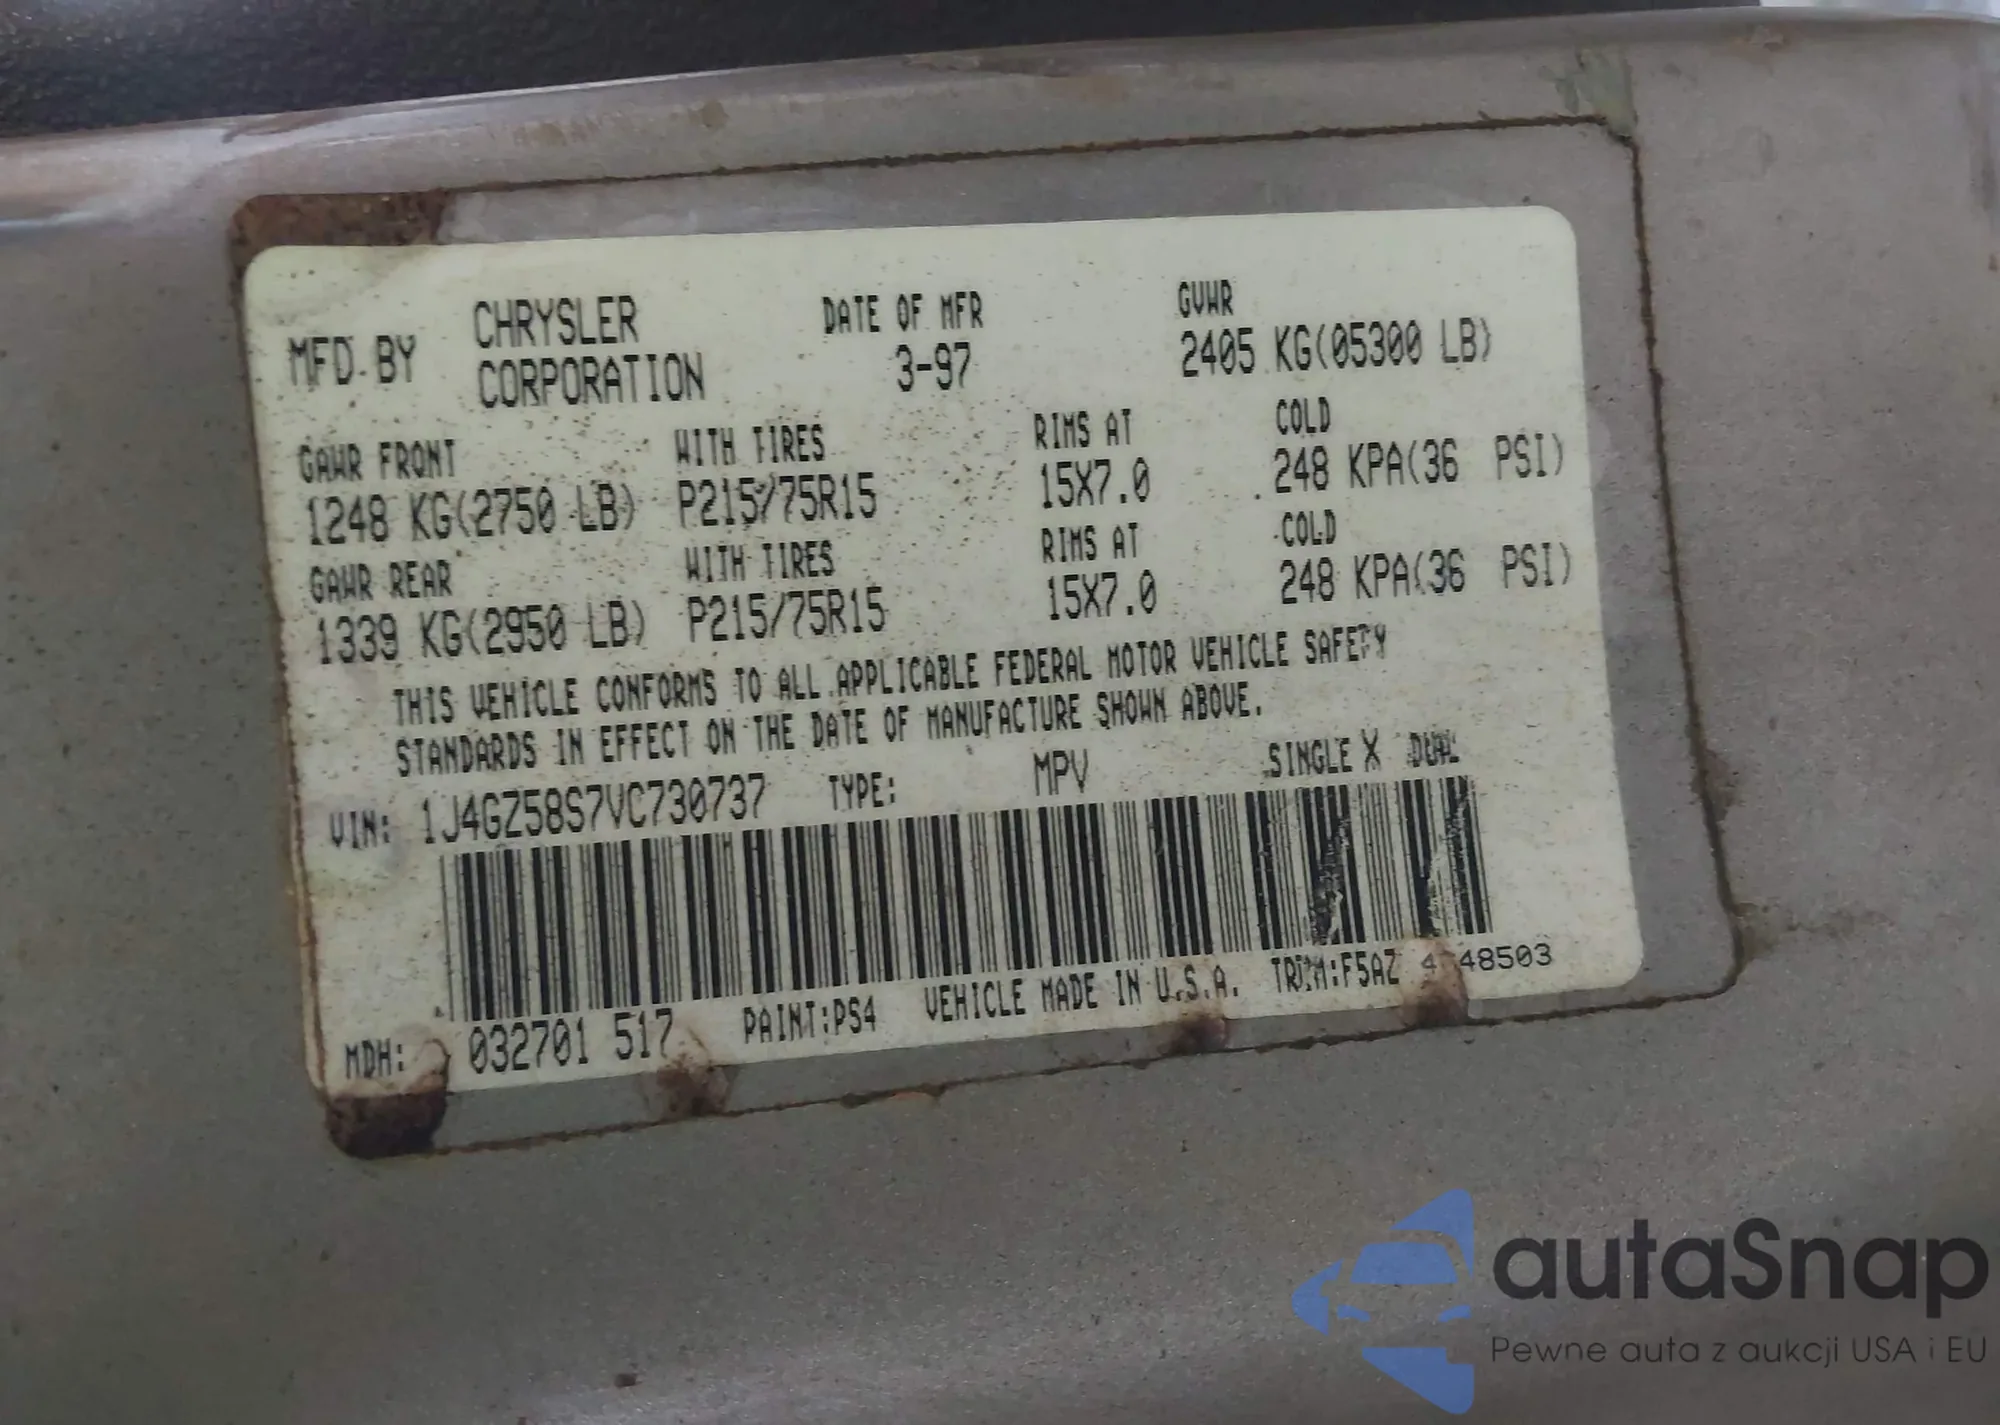 MFD BY CHRYSLER CORPORATION
DATE OF MFR 3-97
GVWR 2405 KG(05300 LB)
GAWR FRONT WITH TIRES RIMS AT COLD
1248 KG(2750 LB) P215/75R15 15X7.0 248 KPA(36 PSI)
GAWR REAR WITH TIRES RIMS AT COLD
1339 KG(2950 LB) P215/75R15 15X7.0 248 KPA(36 PSI)
THIS VEHICLE CONFORMS TO ALL APPLICABLE FEDERAL MOTOR VEHICLE SAFETY
STANDARDS IN EFFECT ON THE DATE OF MANUFACTURE SHOWN ABOVE.
VIN: 1J4GZ58S7VC730737 TYPE: MPV SINGLE X DUAL
MDH: 032701 517 PAINT:PS4 VEHICLE MADE IN U.S.A. TRIM:F5AZ
autaSnap
Pewne auta z aukcji USA i EU